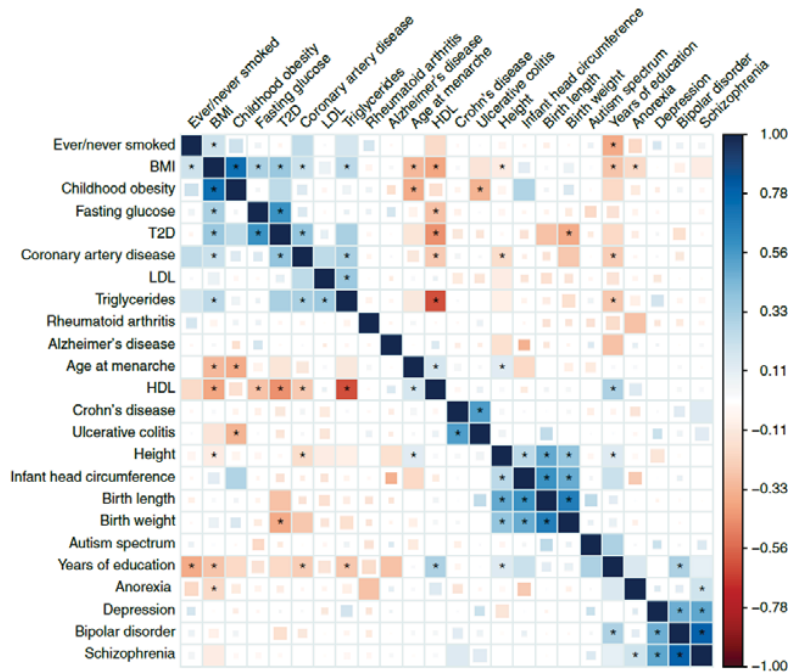 Ever/never smoked
BMI
Childhood obesity
Fasting glucose
T2D
Coronary artery disease
LDL
Triglycerides
Rheumatoid arthritis
Alzheimer's disease
Age at menarche
HDL
Crohn's disease
Ulcerative colitis
Height
Infant head circumference
Birth length
Birth weight
Autism spectrum
Years of education
Anorexia
Depression
Bipolar disorder
Schizophrenia
Ever/never smoked
BMI
Childhood obesity
Fasting glucose
T2D
Coronary artery disease
LDL
Triglycerides
Rheumatoid arthritis
Alzheimer's disease
Age at menarche
HDL
Crohn's disease
Ulcerative colitis
Height
Infant head circumference
Birth length
Birth weight
Autism spectrum
Years of education
Anorexia
Depression
Bipolar disorder
Schizophrenia
1.00
0.78
0.56
0.33
0.11
−0.11
−0.33
−0.56
−0.78
−1.00